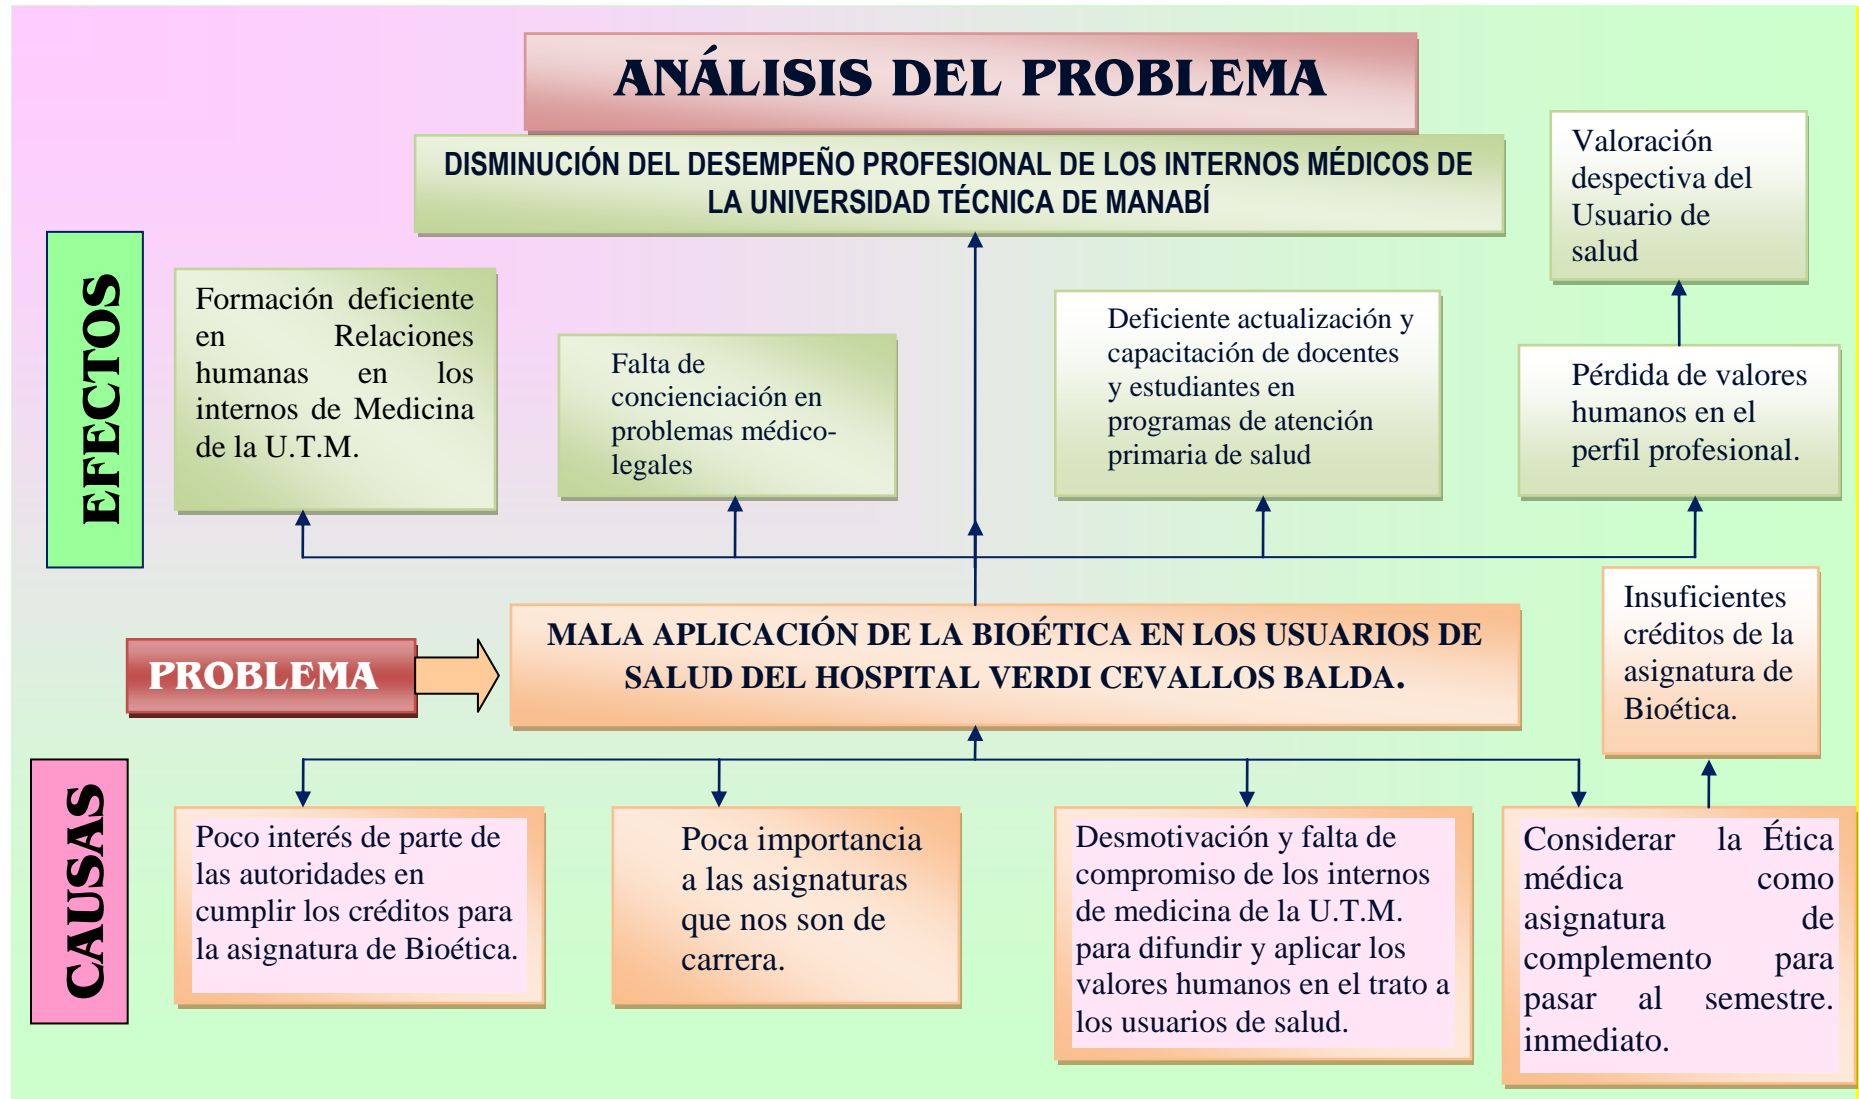 ANÁLISIS DEL PROBLEMA
DISMINUCIÓN DEL DESEMPEÑO PROFESIONAL DE LOS INTERNOS MÉDICOS DE
LA UNIVERSIDAD TÉCNICA DE MANABÍ
Valoración
despectiva del
Usuario de
salud
EFECTOS
Formación deficiente
en Relaciones
humanas en los
internos de Medicina
de la U.T.M.
Falta de
concienciación en
problemas médico-
legales
Deficiente actualización y
capacitación de docentes
y estudiantes en
programas de atención
primaria de salud
Pérdida de valores
humanos en el
perfil profesional.
PROBLEMA
MALA APLICACIÓN DE LA BIOÉTICA EN LOS USUARIOS DE
SALUD DEL HOSPITAL VERDI CEVALLOS BALDA.
Insuficientes
créditos de la
asignatura de
Bioética.
CAUSAS
Poco interés de parte de
las autoridades en
cumplir los créditos para
la asignatura de Bioética.
Poca importancia
a las asignaturas
que nos son de
carrera.
Desmotivación y falta de
compromiso de los internos
de medicina de la U.T.M.
para difundir y aplicar los
valores humanos en el trato a
los usuarios de salud.
Considerar la Ética
médica como
asignatura de
complemento para
pasar al semestre.
inmediato.